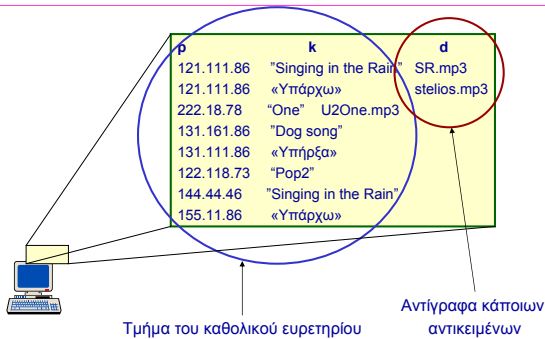 p k d
121.111.86 "Singing in the Rain" SR.mp3
121.111.86 «Υπάρχω» stelios.mp3
222.18.78 "One" U2One.mp3
131.161.86 "Dog song"
131.111.86 «Υπήρξα»
122.118.73 "Pop2"
144.44.46 "Singing in the Rain"
155.11.86 «Υπάρχω»
Τμήμα του καθολικού ευρετηρίου
Αντίγραφα κάποιων
αντικειμένων